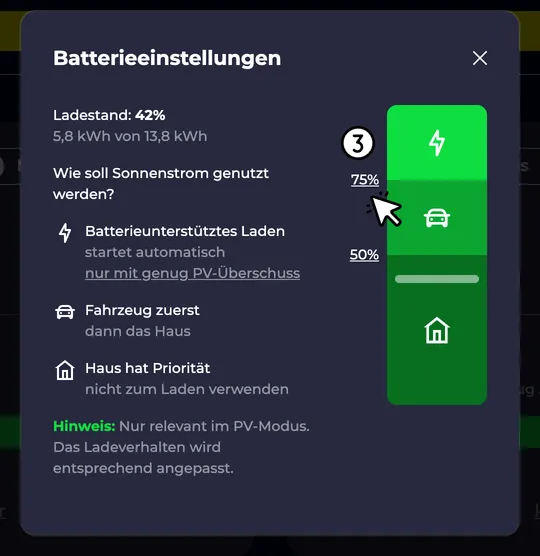 Batterieeinstellungen
Ladestand: 42%
5,8 kWh von 13,8 kWh
Wie soll Sonnenstrom genutzt
werden?
Batterieunterstütztes Laden
startet automatisch
nur mit genug PV-Überschuss
Fahrzeug zuerst
dann das Haus
Haus hat Priorität
nicht zum Laden verwenden
Hinweis: Nur relevant im PV-Modus.
Das Ladeverhalten wird
entsprechend angepasst.
3
75%
50%